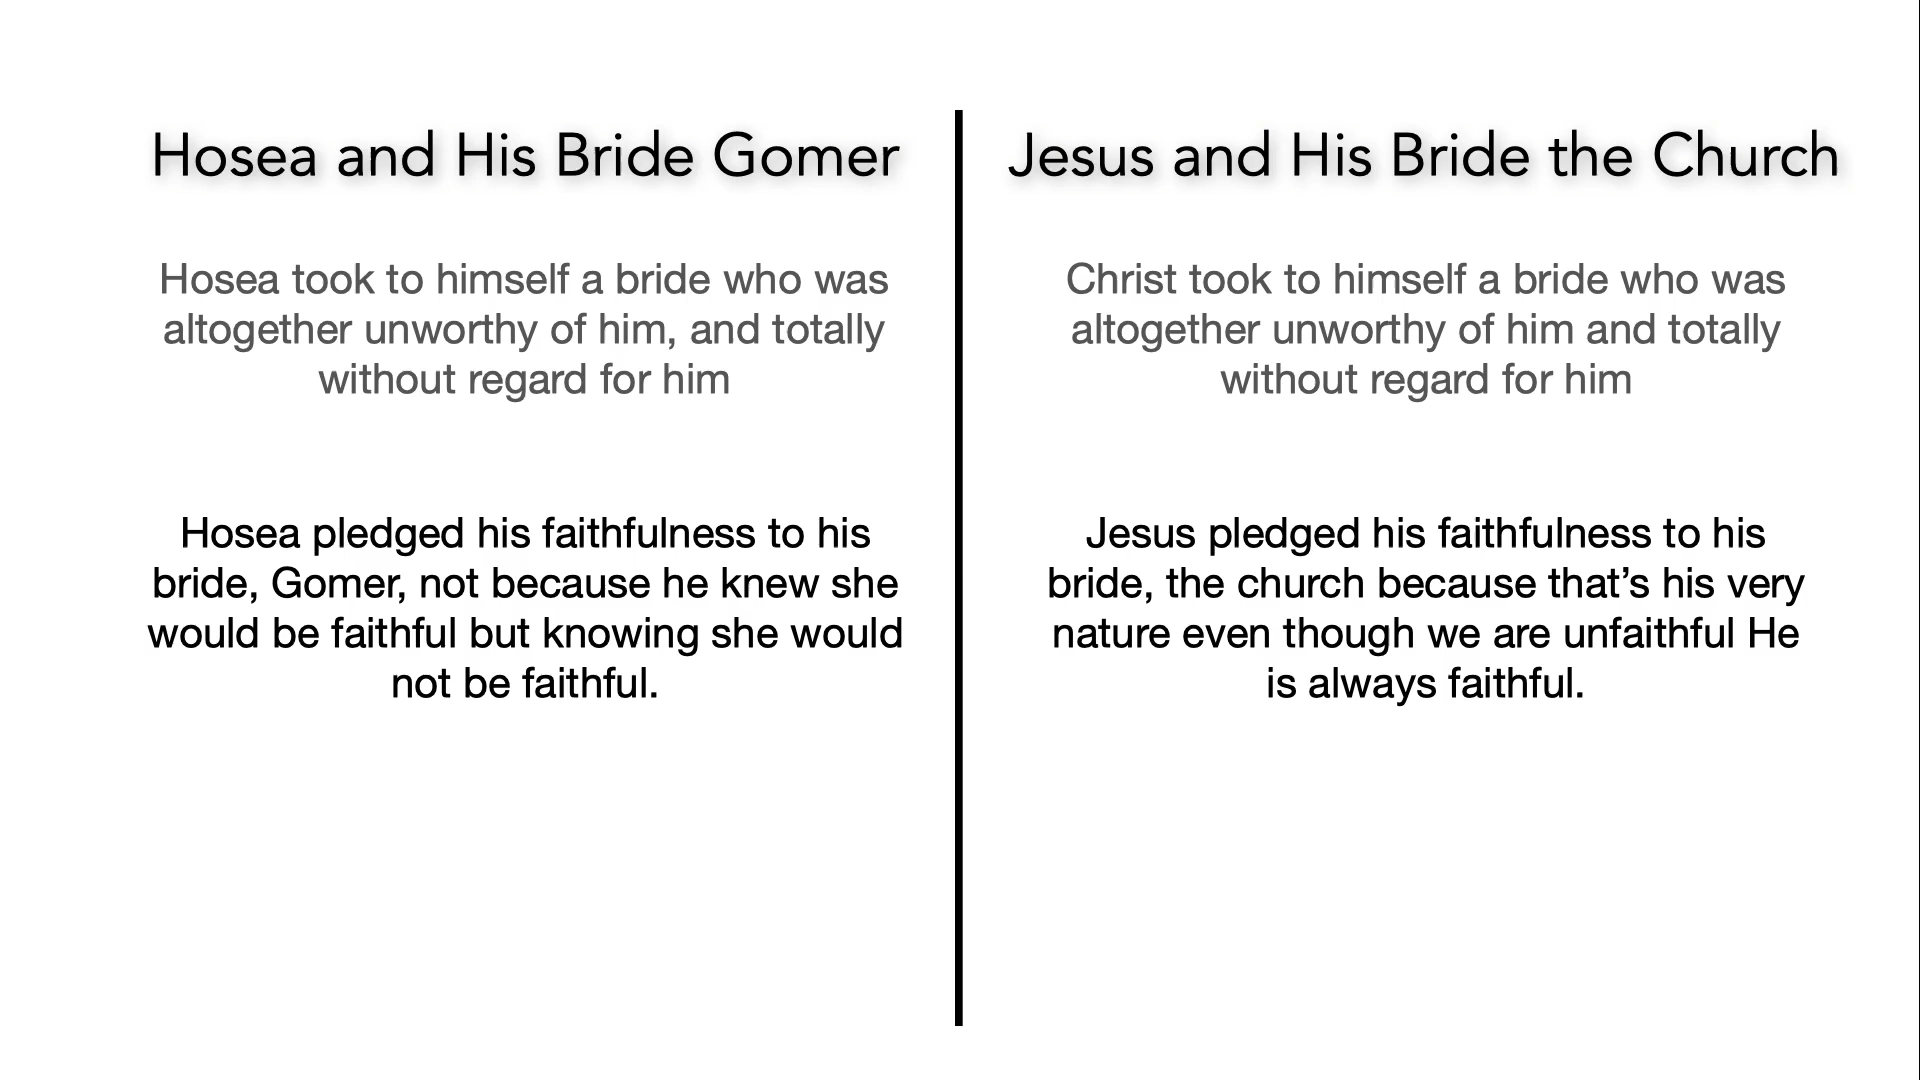 Hosea and His Bride Gomer
Hosea took to himself a bride who was
altogether unworthy of him, and totally
without regard for him
Hosea pledged his faithfulness to his
bride, Gomer, not because he knew she
would be faithful but knowing she would
not be faithful.
Jesus and His Bride the Church
Christ took to himself a bride who was
altogether unworthy of him and totally
without regard for him
Jesus pledged his faithfulness to his
bride, the church because that’s his very
nature even though we are unfaithful He
is always faithful.